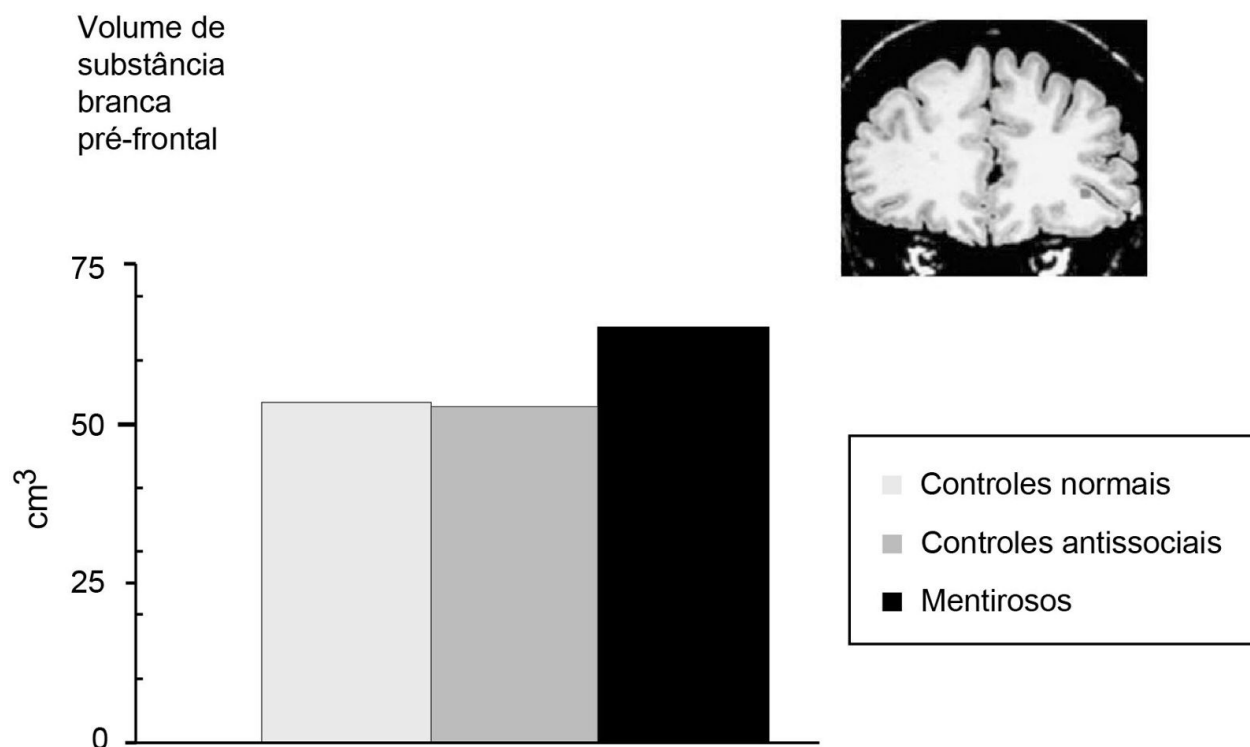 Volume de
substância
branca
pré-frontal
75
50
25
0
cm³
Controles normais
Controles antissociais
Mentirosos